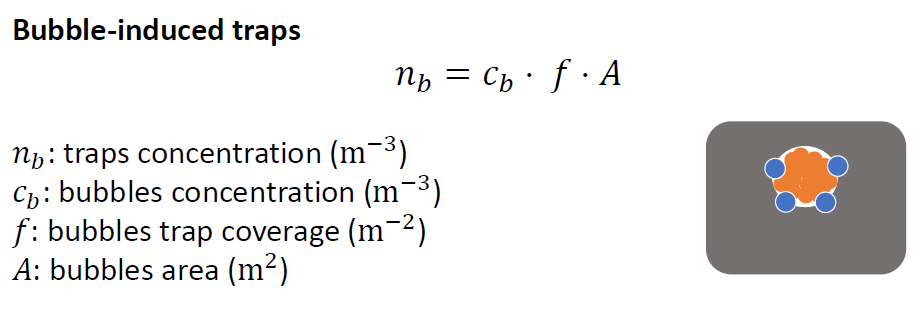 Bubble-induced traps
n_b = c_b · f · A
n_b: traps concentration (m⁻³)
c_b: bubbles concentration (m⁻³)
f: bubbles trap coverage (m⁻²)
A: bubbles area (m²)